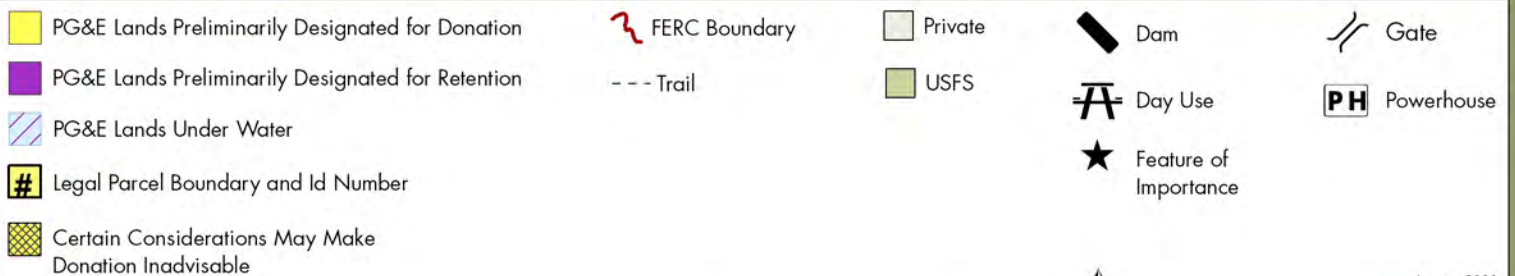 PG&E Lands Preliminarily Designated for Donation
PG&E Lands Preliminarily Designated for Retention
PG&E Lands Under Water
# Legal Parcel Boundary and Id Number
Certain Considerations May Make
Donation Inadvisable
FERC Boundary
Trail
Private
USFS
Dam
Day Use
Feature of
Importance
Gate
PH Powerhouse